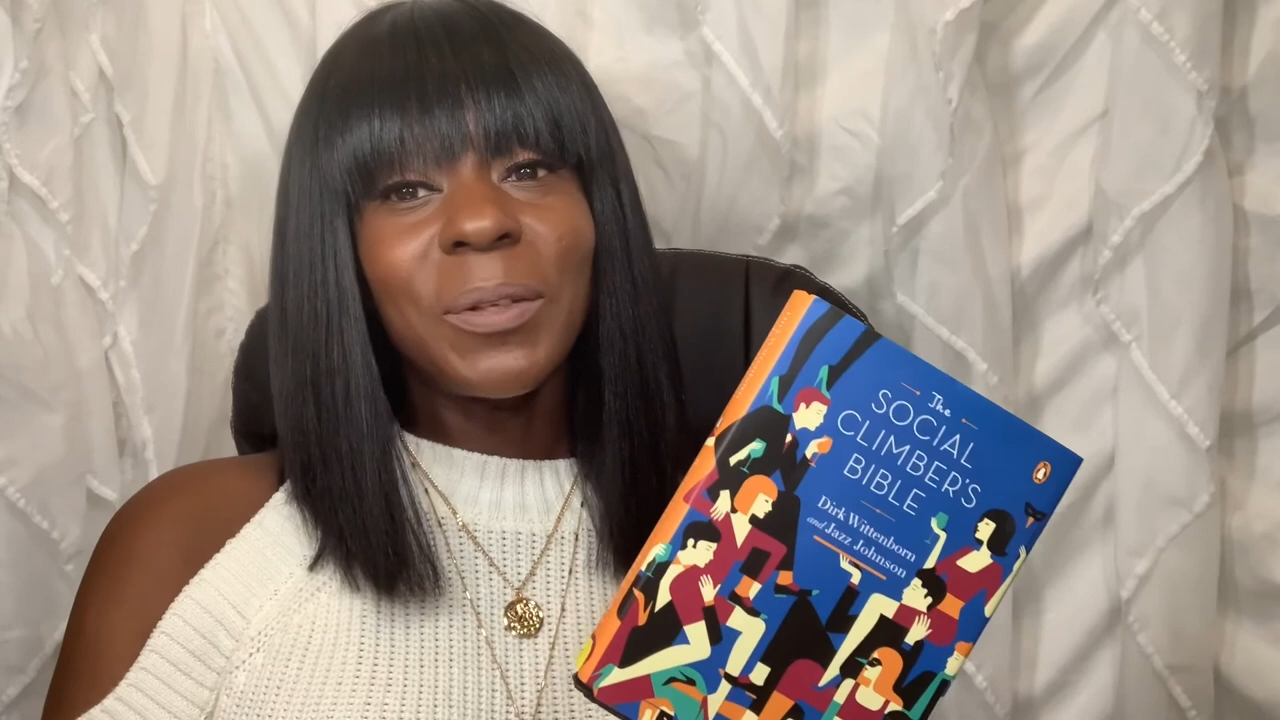 The
SOCIAL
CLIMBER'S
BIBLE
Dirk Wittenborn
and Jazz Johnson